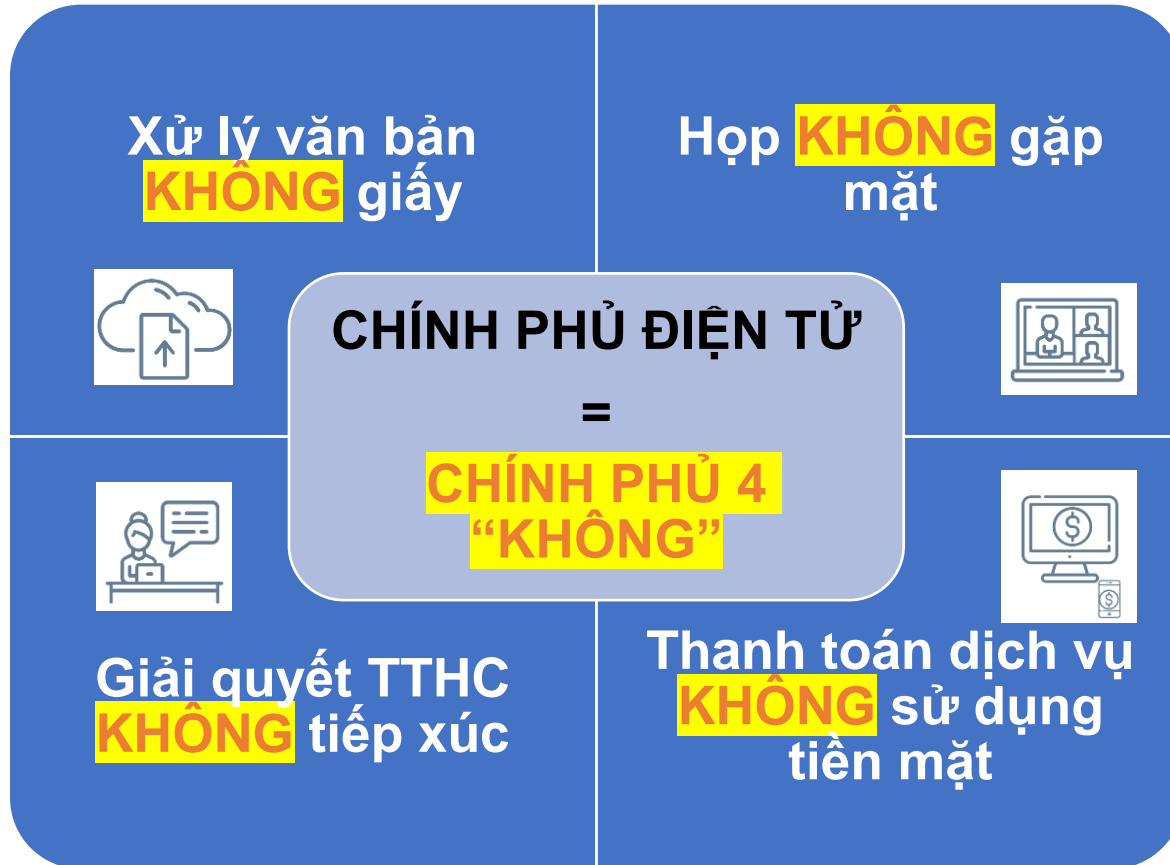 Xử lý văn bản
KHÔNG giấy
Họp KHÔNG gặp
mặt
CHÍNH PHỦ ĐIỆN TỬ
=
CHÍNH PHỦ 4
“KHÔNG”
Giải quyết TTHC
KHÔNG tiếp xúc
Thanh toán dịch vụ
KHÔNG sử dụng
tiền mặt